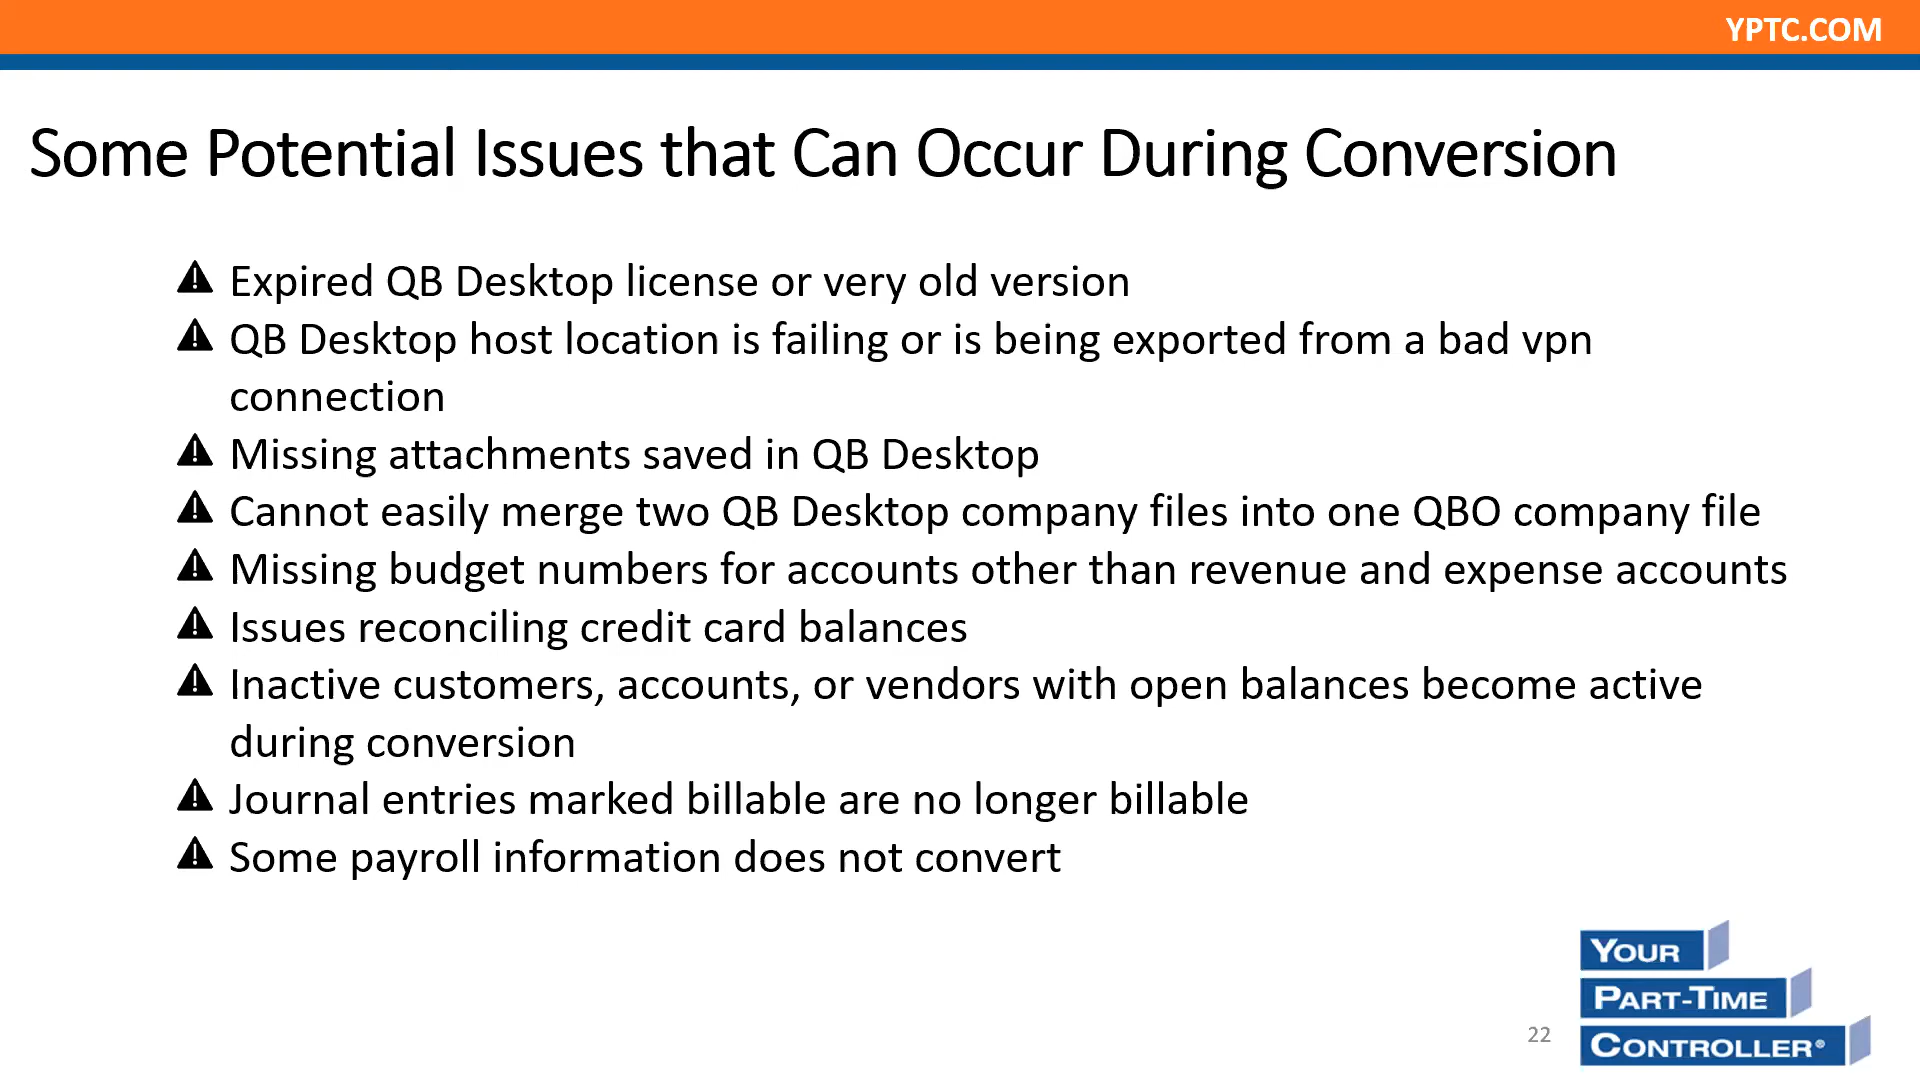 YPTC.COM
Some Potential Issues that Can Occur During Conversion
Expired QB Desktop license or very old version
QB Desktop host location is failing or is being exported from a bad vpn
connection
Missing attachments saved in QB Desktop
Cannot easily merge two QB Desktop company files into one QBO company file
Missing budget numbers for accounts other than revenue and expense accounts
Issues reconciling credit card balances
Inactive customers, accounts, or vendors with open balances become active
during conversion
Journal entries marked billable are no longer billable
Some payroll information does not convert
YOUR
PART-TIME
CONTROLLER®
22